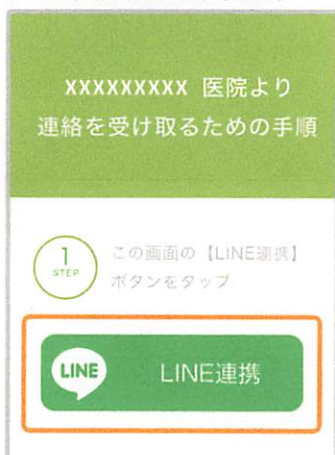 xxxxxxxxx 医院より
連絡を受け取るための手順
1
STEP
この画面の【LINE連携】
ボタンをタップ
LINE
LINE連携